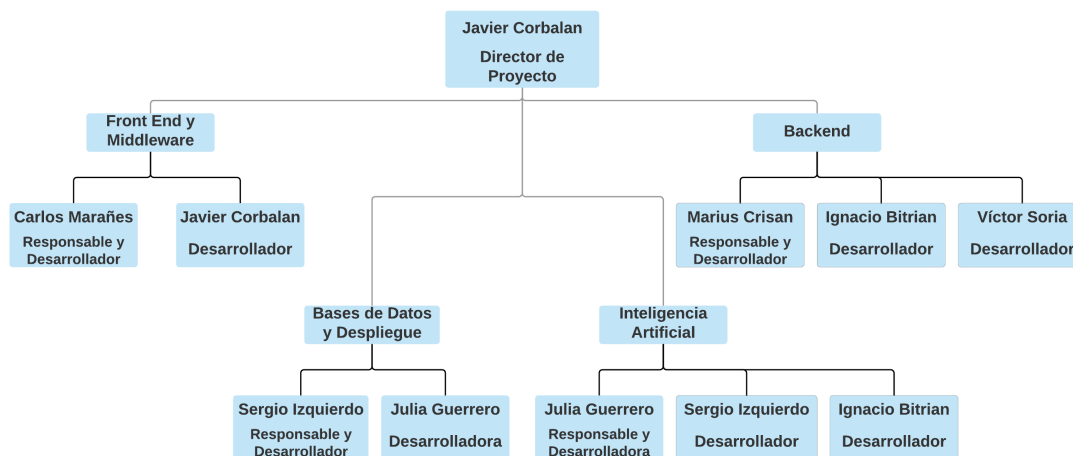 Javier Corbalan
Director de
Proyecto
Front End y
Middleware
Backend
Carlos Marañes
Responsable y
Desarrollador
Javier Corbalan
Desarrollador
Marius Crisan
Responsable y
Desarrollador
Ignacio Bitrian
Desarrollador
Víctor Soria
Desarrollador
Bases de Datos
y Despliegue
Inteligencia
Artificial
Sergio Izquierdo
Responsable y
Desarrollador
Julia Guerrero
Desarrolladora
Julia Guerrero
Responsable y
Desarrolladora
Sergio Izquierdo
Desarrollador
Ignacio Bitrian
Desarrollador